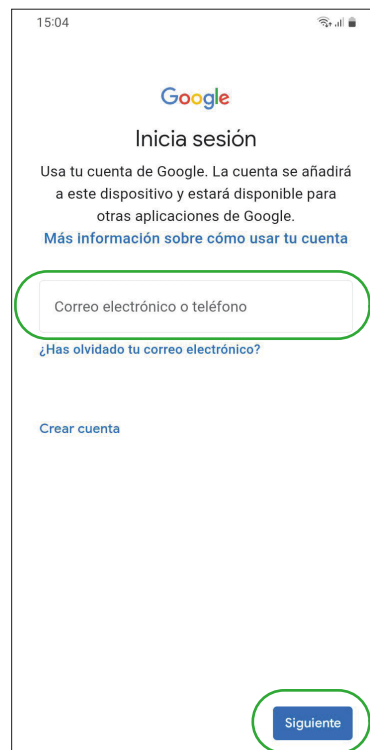 15:04
Google
Inicia sesión
Usa tu cuenta de Google. La cuenta se añadirá
a este dispositivo y estará disponible para
otras aplicaciones de Google.
Más información sobre cómo usar tu cuenta
Correo electrónico o teléfono
¿Has olvidado tu correo electrónico?
Crear cuenta
Siguiente